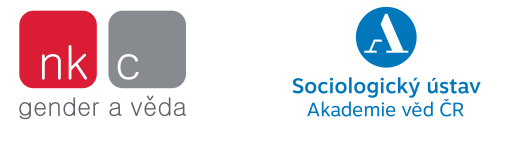 nk c
gender a věda
Sociologický ústav
Akademie věd ČR